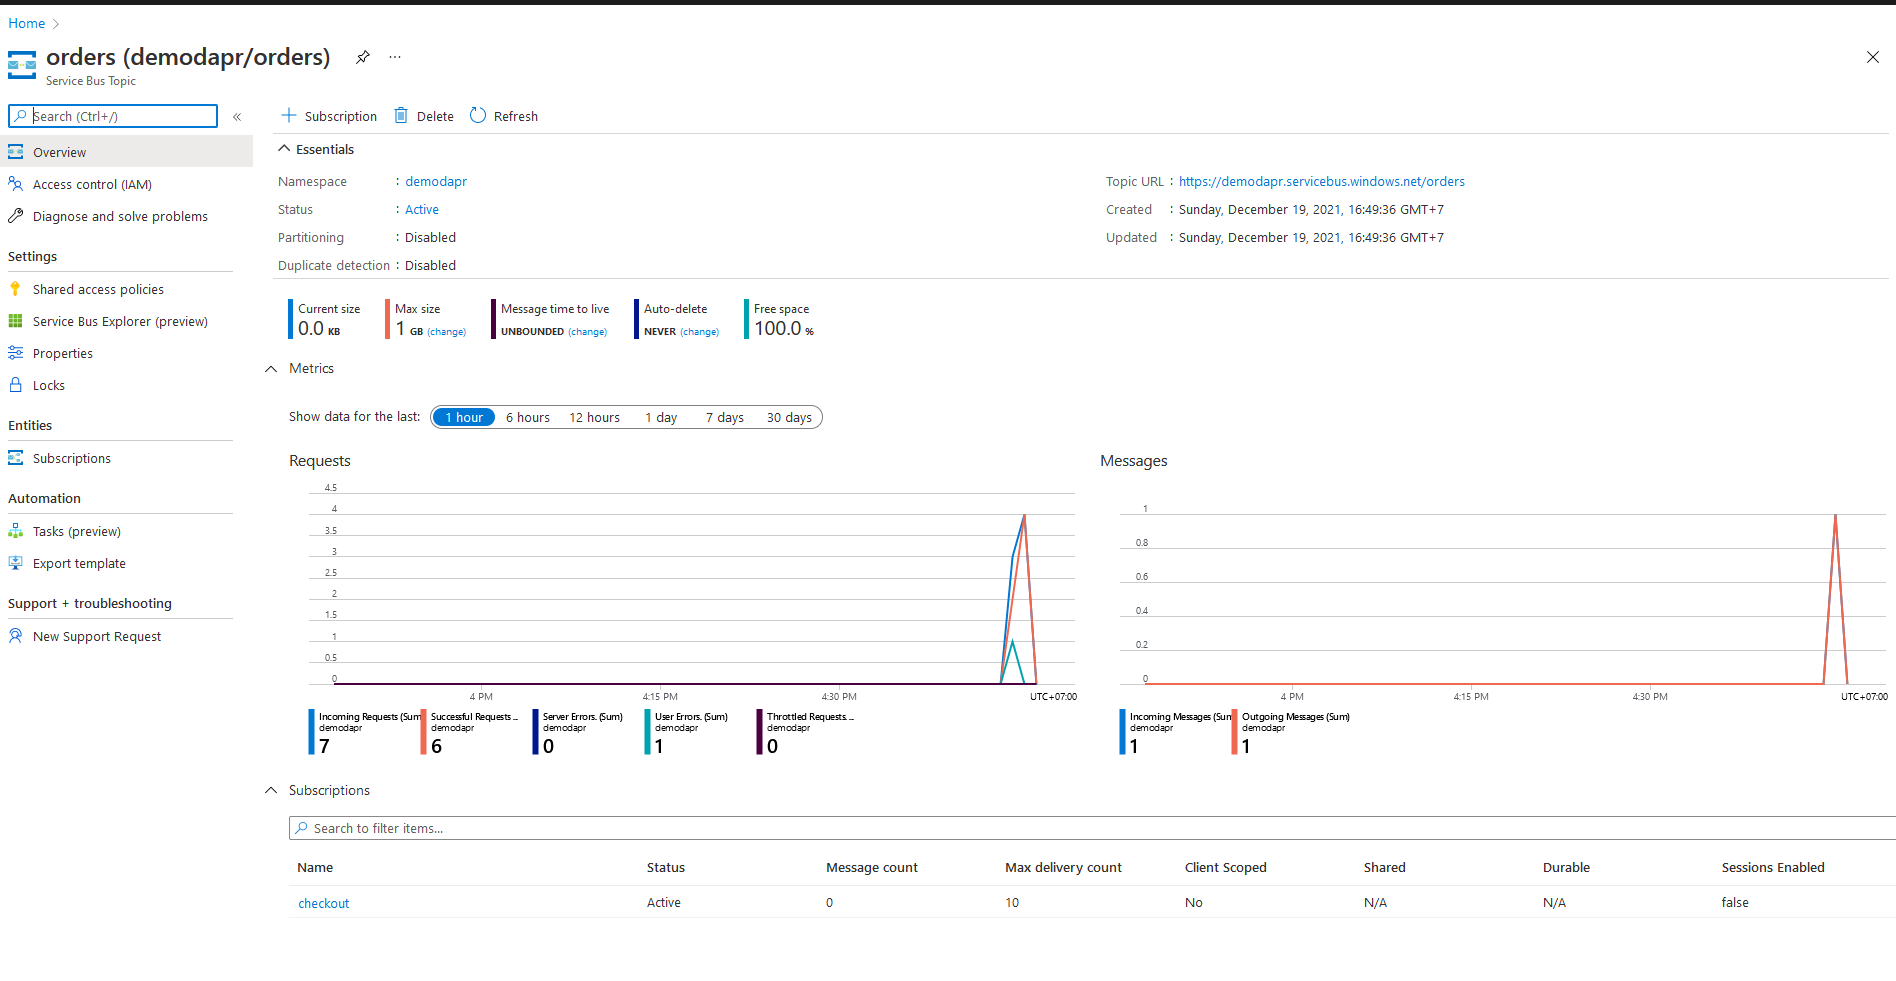 Home
orders (demodapr/orders)
Service Bus Topic
Search (Ctrl+/)
Overview
Access control (IAM)
Diagnose and solve problems
Settings
Shared access policies
Service Bus Explorer (preview)
Properties
Locks
Entities
Subscriptions
Automation
Tasks (preview)
Export template
Support + troubleshooting
New Support Request
Subscription Delete Refresh
Essentials
Namespace : demodapr
Status : Active
Partitioning : Disabled
Duplicate detection : Disabled
Topic URL : https://demodapr.servicebus.windows.net/orders
Created : Sunday, December 19, 2021, 16:49:36 GMT+7
Updated : Sunday, December 19, 2021, 16:49:36 GMT+7
Current size
0.0 KB
Max size
1 GB (change)
Message time to live
UNBOUNDED (change)
Auto-delete
NEVER (change)
Free space
100.0 %
Metrics
Show data for the last: 1 hour 6 hours 12 hours 1 day 7 days 30 days
Requests
4.5
4
3.5
3
2.5
2
1.5
1
0.5
0
4 PM 4:15 PM 4:30 PM UTC+07:00
Incoming Requests (Sum
demodapr
7
Successful Requests ...
demodapr
6
Server Errors. (Sum)
demodapr
0
User Errors. (Sum)
demodapr
1
Throttled Requests. ...
demodapr
0
Messages
1
0.8
0.6
0.4
0.2
0
4 PM 4:15 PM 4:30 PM UTC+07:00
Incoming Messages (Sun
demodapr
1
Outgoing Messages (Sum)
demodapr
1
Subscriptions
Search to filter items...
Name Status Message count Max delivery count Client Scoped Shared Durable Sessions Enabled
checkout Active 0 10 No N/A N/A false